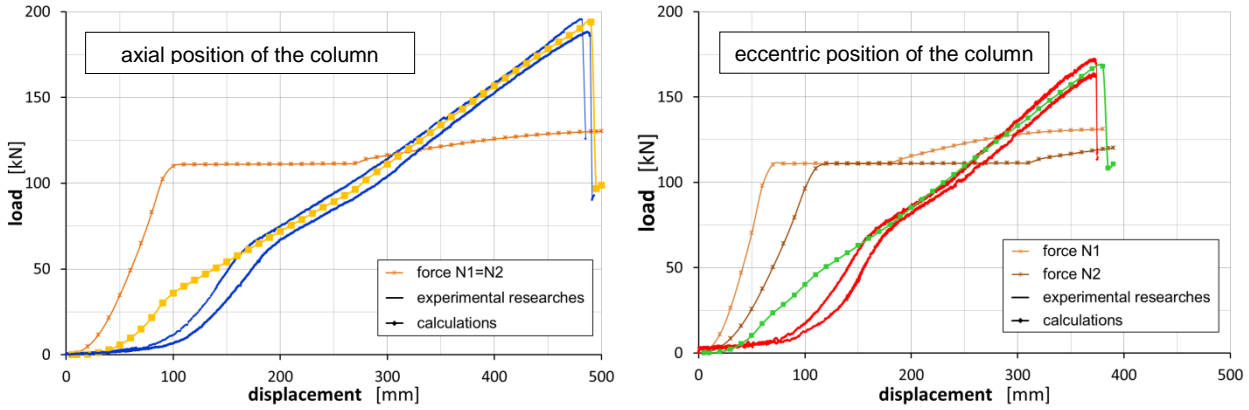 axial position of the column
200
150
100
50
0
load [kN]
0 100 200 300 400 500
displacement [mm]
force N1=N2
experimental researches
calculations
eccentric position of the column
200
150
100
50
0
load [kN]
0 100 200 300 400 500
displacement [mm]
force N1
force N2
experimental researches
calculations